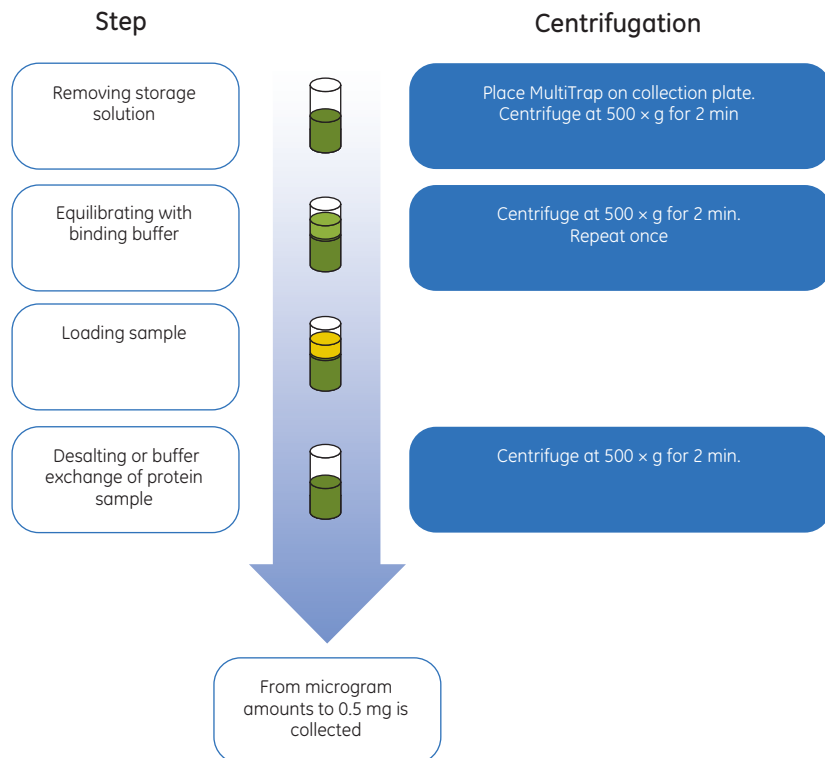 Step
Centrifugation
Removing storage
solution
Place MultiTrap on collection plate.
Centrifuge at 500 × g for 2 min
Equilibrating with
binding buffer
Centrifuge at 500 × g for 2 min.
Repeat once
Loading sample
Desalting or buffer
exchange of protein
sample
Centrifuge at 500 × g for 2 min.
From microgram
amounts to 0.5 mg is
collected